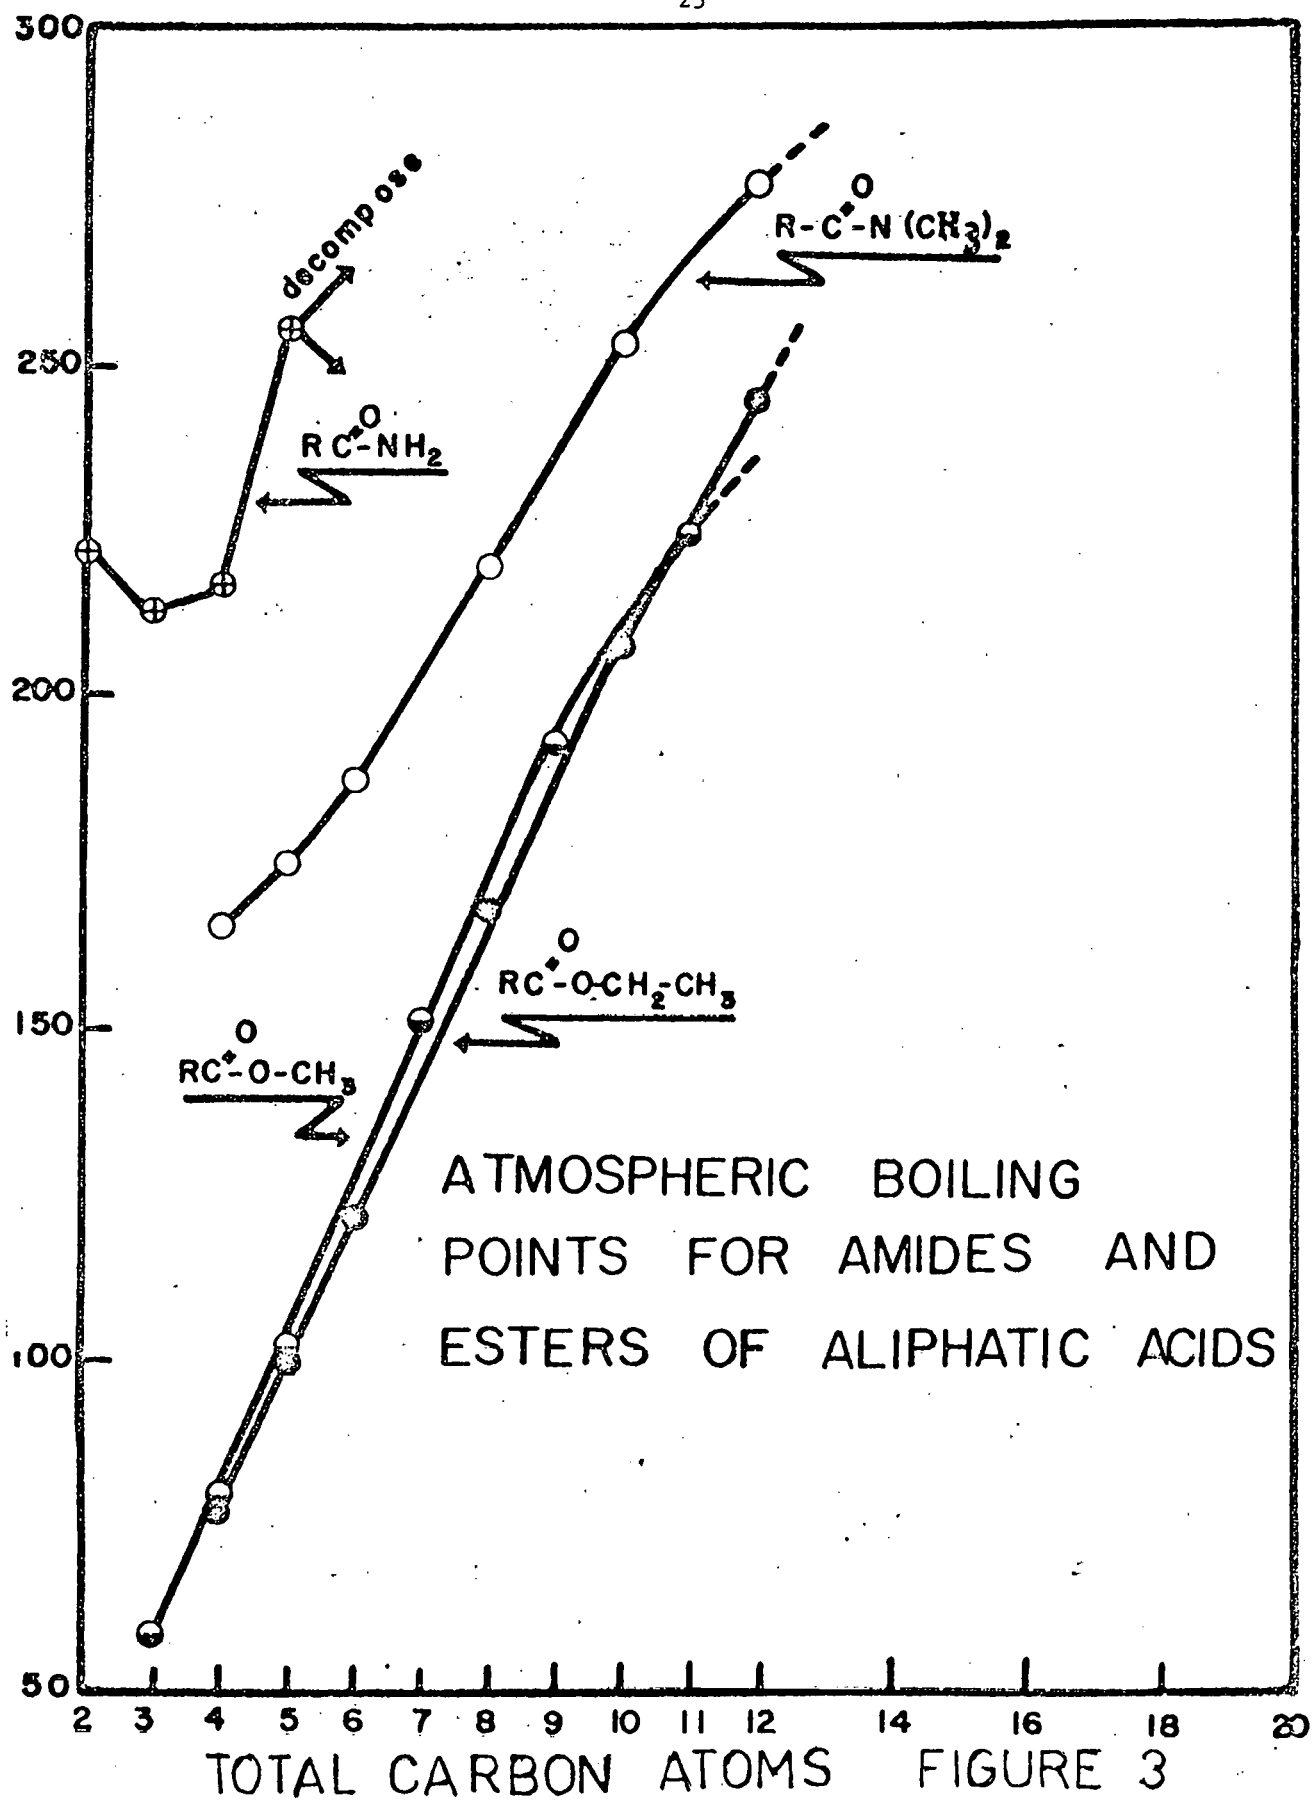 300
decompose
O
R-C=-N(CH3)2
250
O
RC=-NH2
200
O
RC=-O-CH2-CH3
150
O
RC=-O-CH3
ATMOSPHERIC BOILING
POINTS FOR AMIDES AND
ESTERS OF ALIPHATIC ACIDS
100
50
2 3 4 5 6 7 8 9 10 11 12 14 16 18 20
TOTAL CARBON ATOMS FIGURE 3